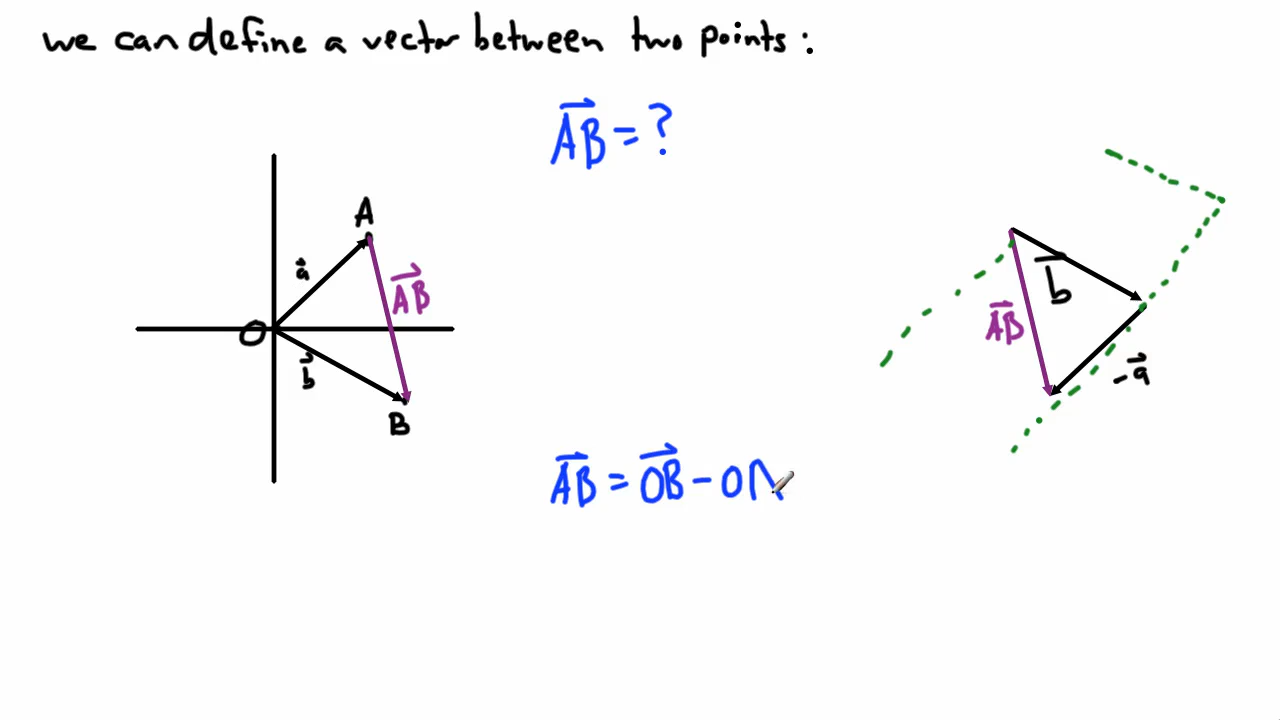 we can define a vector between two points:
AB = ?
A
a
AB
O
b
B
b
AB
-a
AB = OB - O